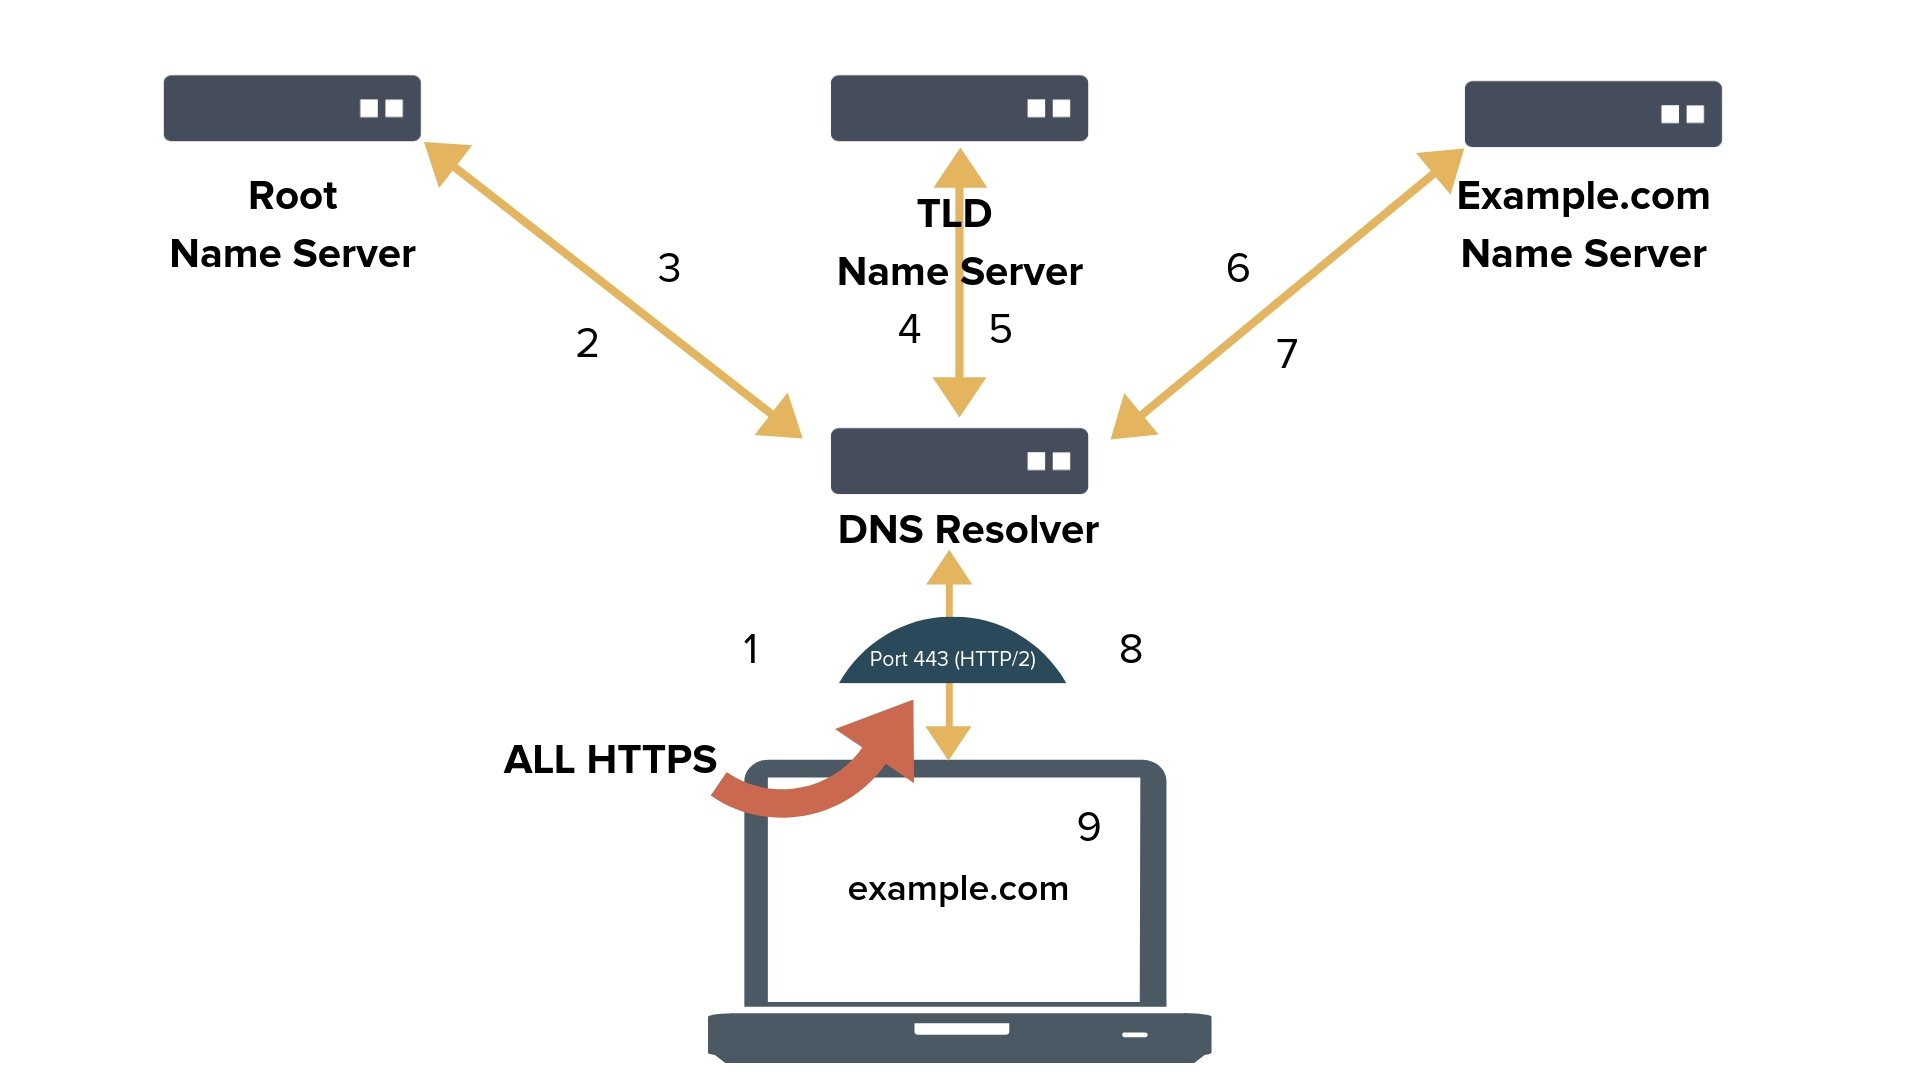 Root
Name Server
TLD
Name Server
Example.com
Name Server
3
2
4
5
6
7
DNS Resolver
1
Port 443 (HTTP/2)
8
ALL HTTPS
9
example.com